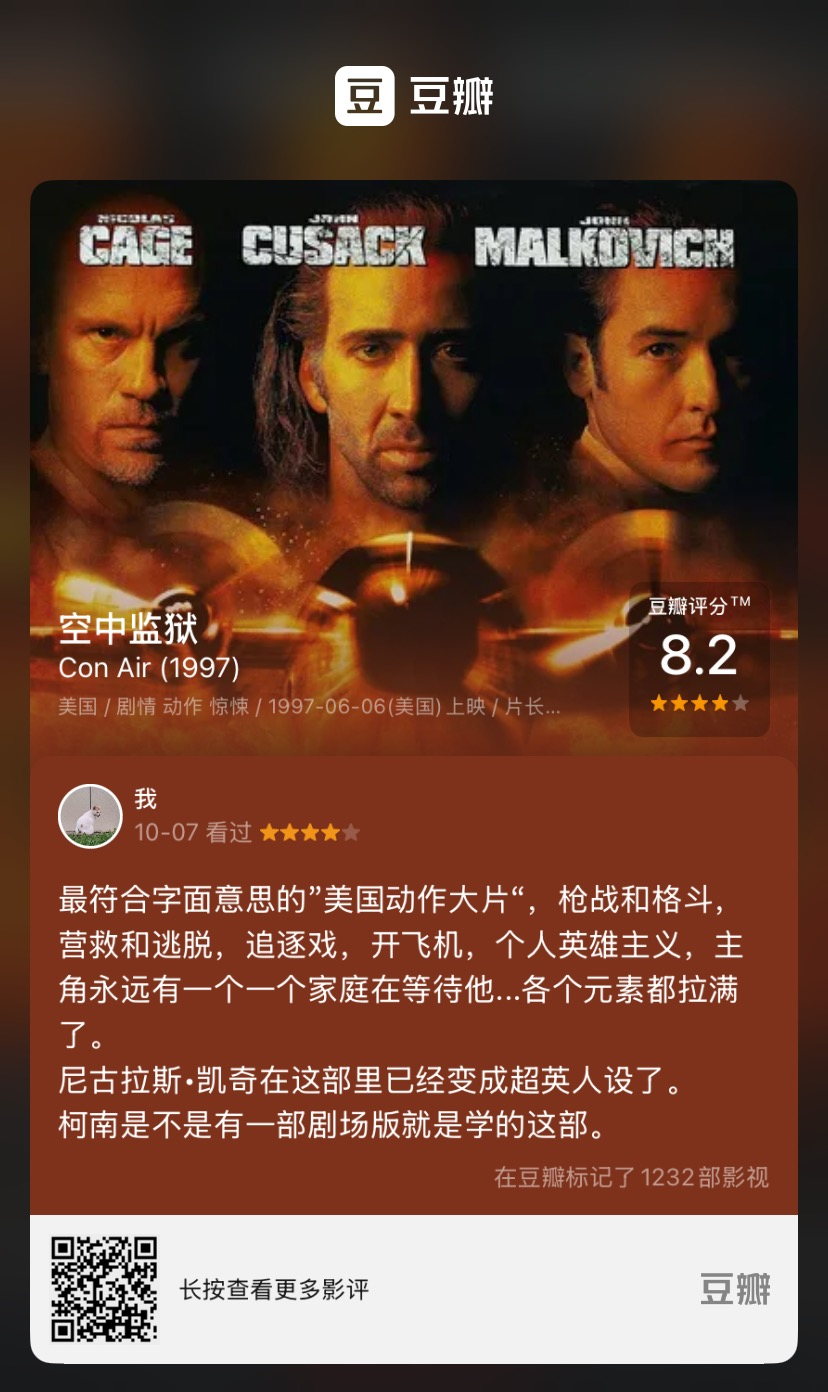 豆 豆瓣
NICOLAS JOHN JOHN
CAGE CUSACK MALKOVICH
豆瓣评分™
空中监狱
8.2
Con Air (1997)
美国 / 剧情 动作 惊悚 / 1997-06-06(美国) 上映 / 片长...
我
10-07 看过
最符合字面意思的”美国动作大片“，枪战和格斗，
营救和逃脱，追逐戏，开飞机，个人英雄主义，主
角永远有一个一个家庭在等待他...各个元素都拉满
了。
尼古拉斯•凯奇在这部里已经变成超英人设了。
柯南是不是有一部剧场版就是学的这部。
在豆瓣标记了1232部影视
长按查看更多影评
豆瓣